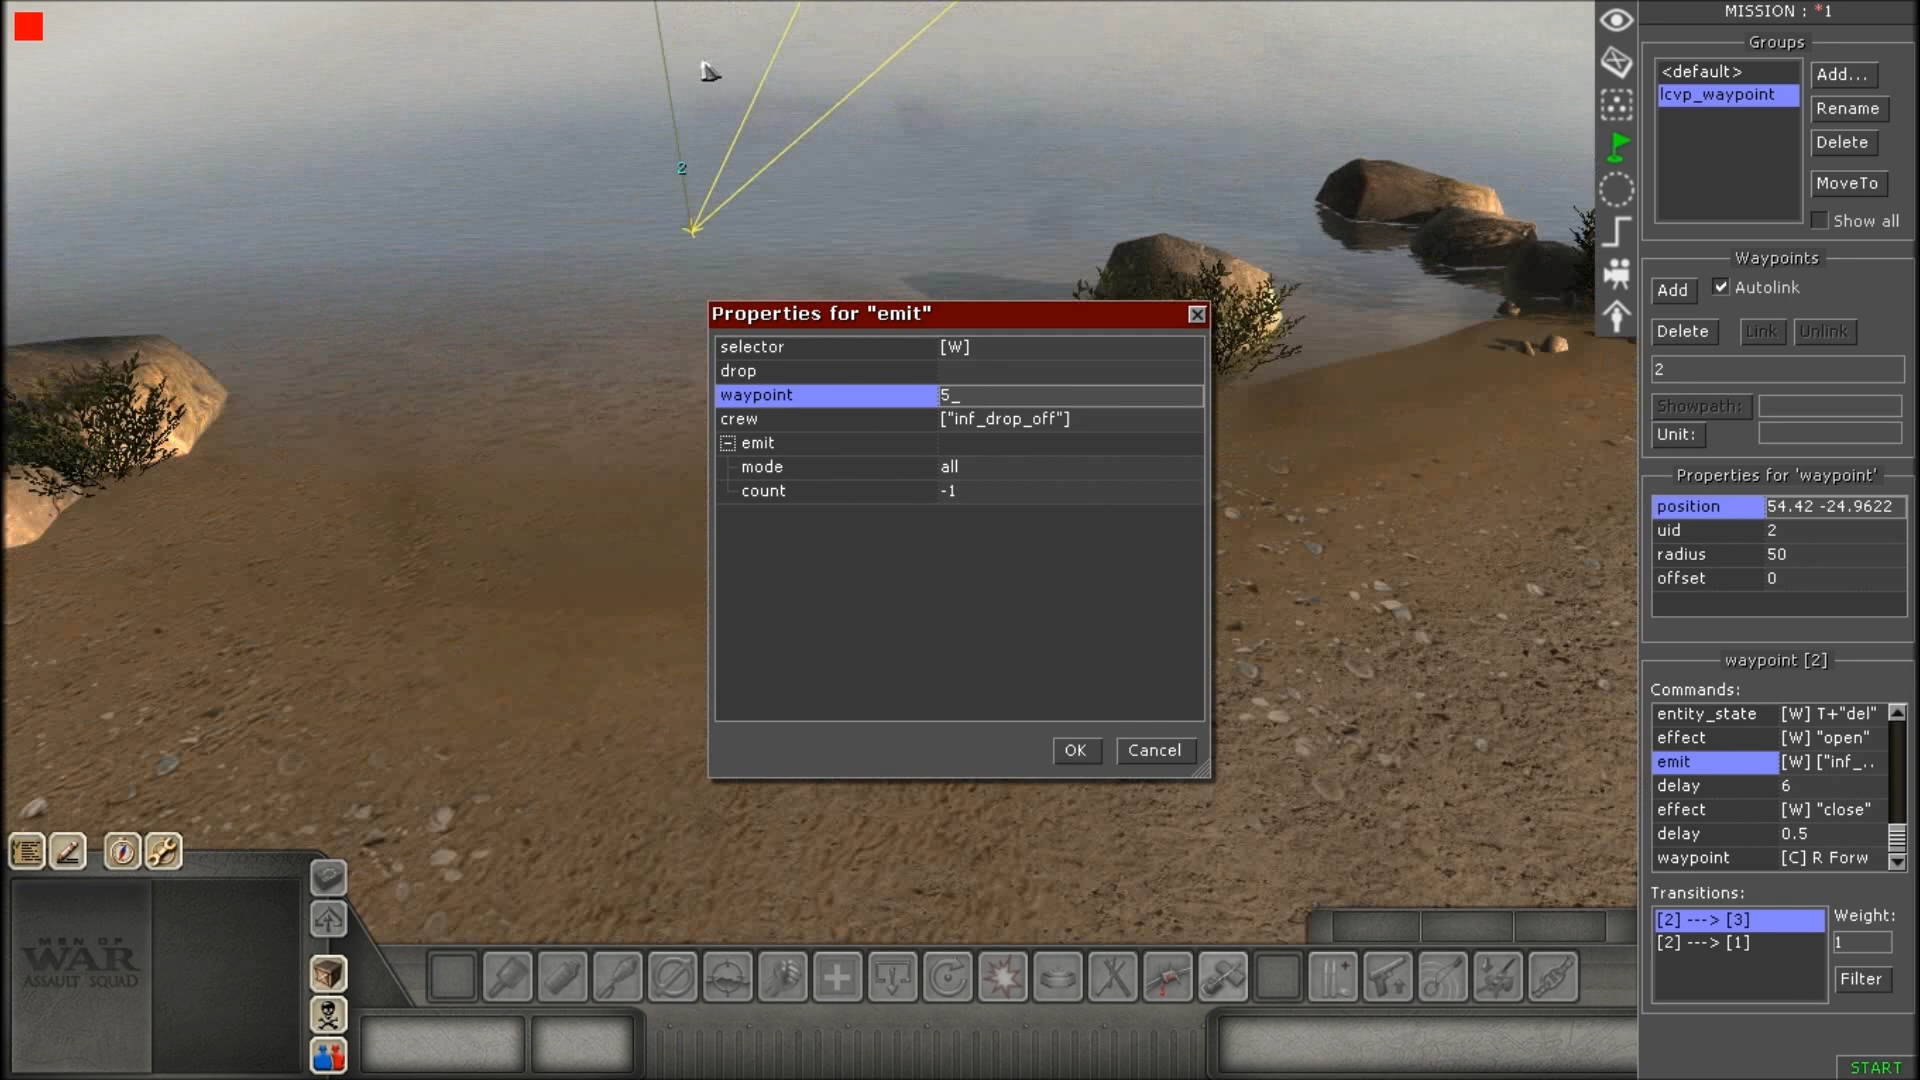 MISSION : *1
Groups
<default>
lcvp_waypoint
Add...
Rename
Delete
MoveTo
Show all
Waypoints
Add
Autolink
Delete
Link
Unlink
2
Showpath:
Unit:
Properties for 'waypoint'
position 54.42 -24.9622
uid 2
radius 50
offset 0
waypoint [2]
Commands:
entity_state [W] T+"del"
effect [W] "open"
emit [W] ["inf_..
delay 6
effect [W] "close"
delay 0.5
waypoint [C] R Forw
Transitions:
[2] ---> [3]
[2] ---> [1]
Weight:
1
Filter
START
2
Properties for "emit"
selector [W]
drop
waypoint 5_
crew ["inf_drop_off"]
emit
mode all
count -1
OK
Cancel
MEN OF
WAR
ASSAULT SQUAD